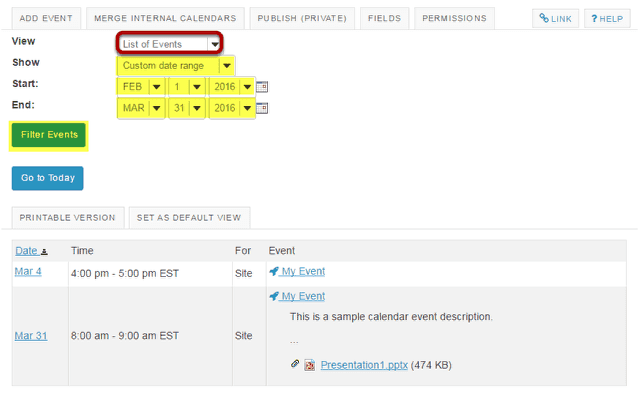 ADD EVENT MERGE INTERNAL CALENDARS PUBLISH (PRIVATE) FIELDS PERMISSIONS LINK ? HELP
View List of Events
Show Custom date range
Start: FEB 1 2016
End: MAR 31 2016
Filter Events
Go to Today
PRINTABLE VERSION SET AS DEFAULT VIEW
Date Time For Event
Mar 4 4:00 pm - 5:00 pm EST Site My Event
My Event
This is a sample calendar event description.
Mar 31 8:00 am - 9:00 am EST Site
...
Presentation1.pptx (474 KB)